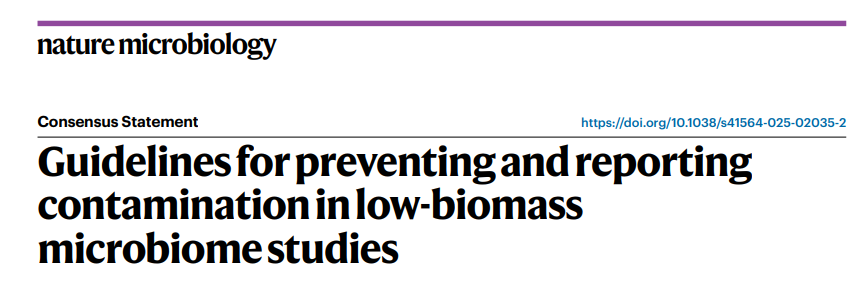 nature microbiology
Consensus Statement
https://doi.org/10.1038/s41564-025-02035-2
Guidelines for preventing and reporting
contamination in low-biomass
microbiome studies